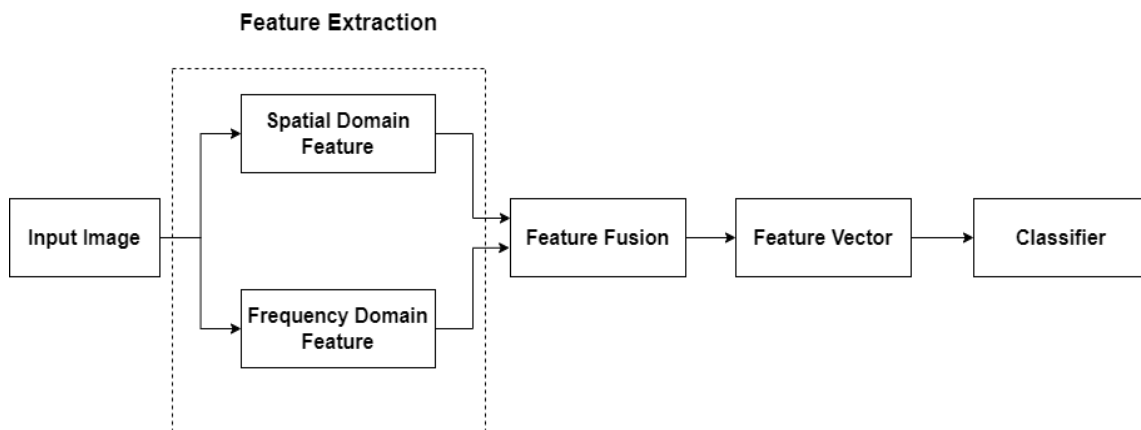 Feature Extraction
Spatial Domain
Feature
Input Image
Feature Fusion
Feature Vector
Classifier
Frequency Domain
Feature